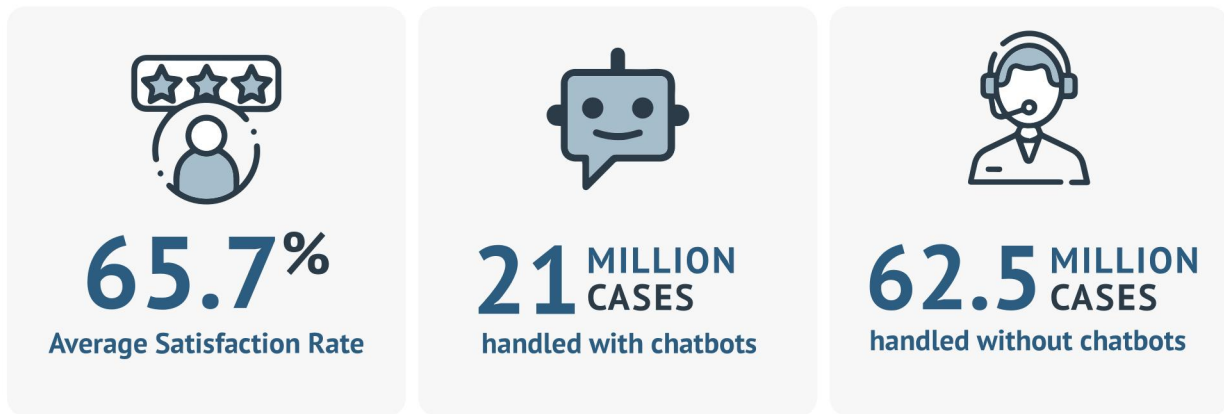 65.7%
Average Satisfaction Rate
21 MILLION
CASES
handled with chatbots
62.5 MILLION
CASES
handled without chatbots